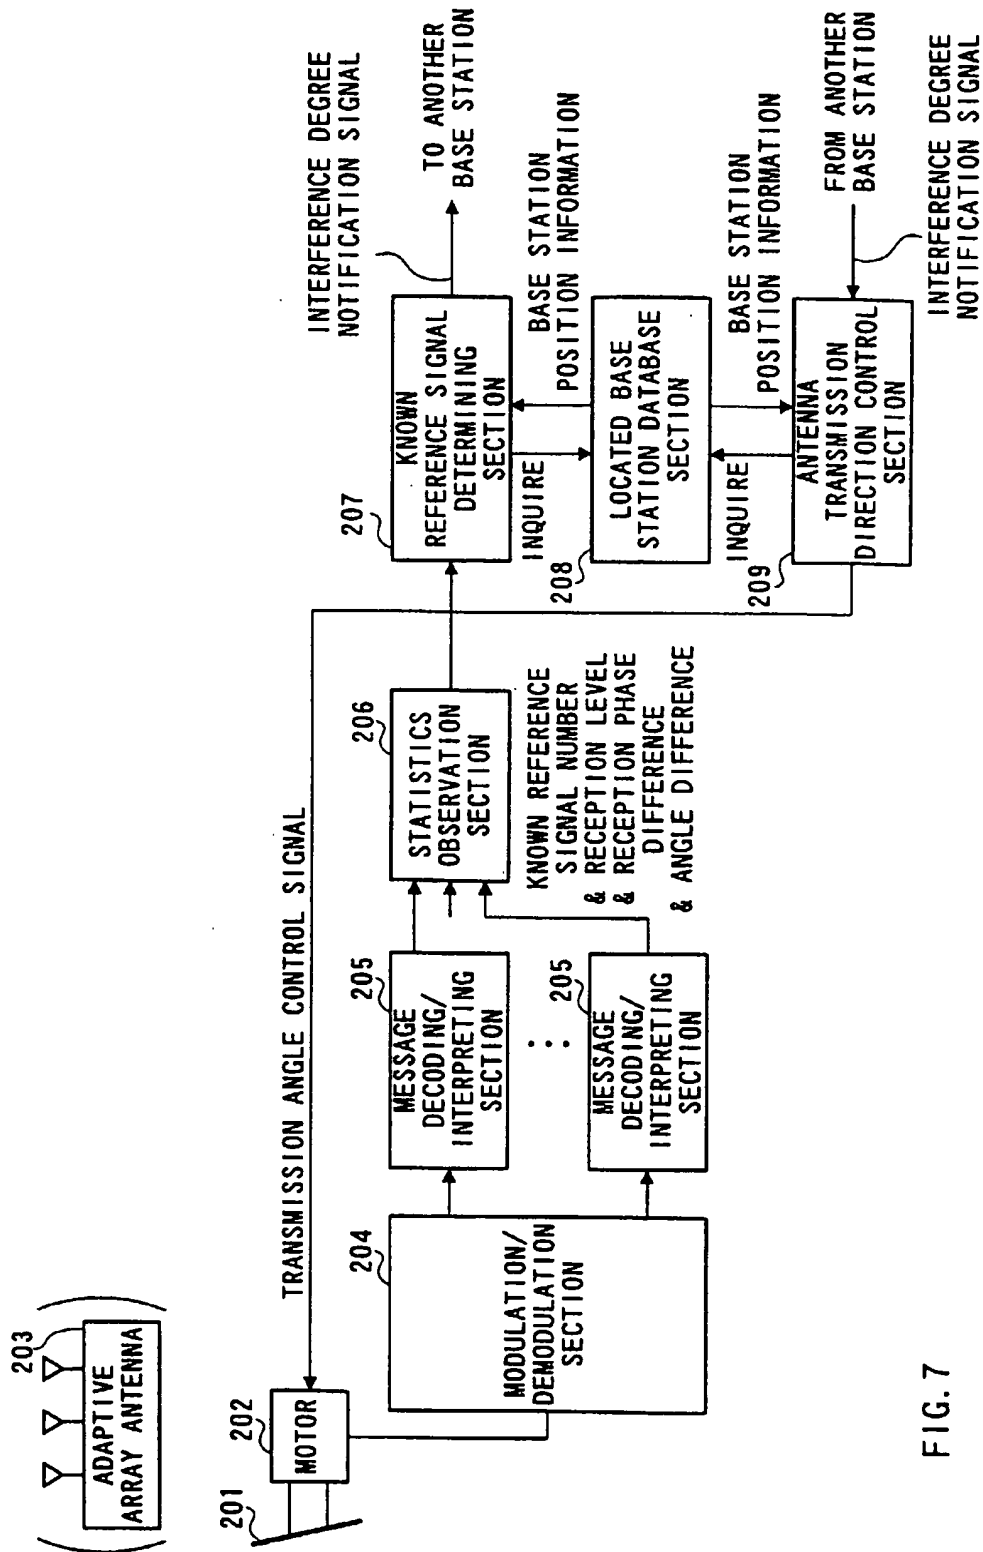 203
ADAPTIVE
ARRAY ANTENNA
201
202
MOTOR
TRANSMISSION ANGLE CONTROL SIGNAL
204
MODULATION/
DEMODULATION
SECTION
205
MESSAGE
DECODING/
INTERPRETING
SECTION
205
MESSAGE
DECODING/
INTERPRETING
SECTION
206
STATISTICS
OBSERVATION
SECTION
KNOWN REFERENCE
SIGNAL NUMBER
& RECEPTION LEVEL
& RECEPTION PHASE
DIFFERENCE
& ANGLE DIFFERENCE
207
KNOWN
REFERENCE SIGNAL
DETERMINING
SECTION
INTERFERENCE DEGREE
NOTIFICATION SIGNAL
TO ANOTHER
BASE STATION
INQUIRE
BASE STATION
POSITION INFORMATION
208
LOCATED BASE
STATION DATABASE
SECTION
INQUIRE
BASE STATION
POSITION INFORMATION
209
ANTENNA
TRANSMISSION
DIRECTION CONTROL
SECTION
FROM ANOTHER
BASE STATION
INTERFERENCE DEGREE
NOTIFICATION SIGNAL
FIG. 7